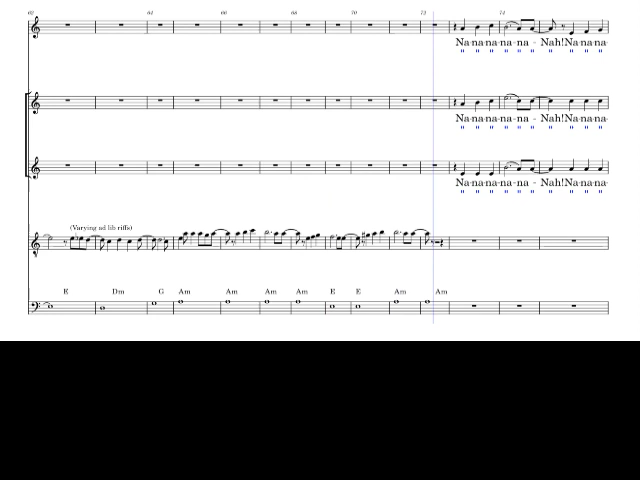 62 64 66 68 70 72 74
Na-na-na-na-na - Nah!Na-na-na-
Na-na-na-na-na - Nah!Na-na-na-
Na-na-na-na-na - Nah!Na-na-na-
(Varying ad lib riffs)
E Dm G Am Am Am Am E E Am Am